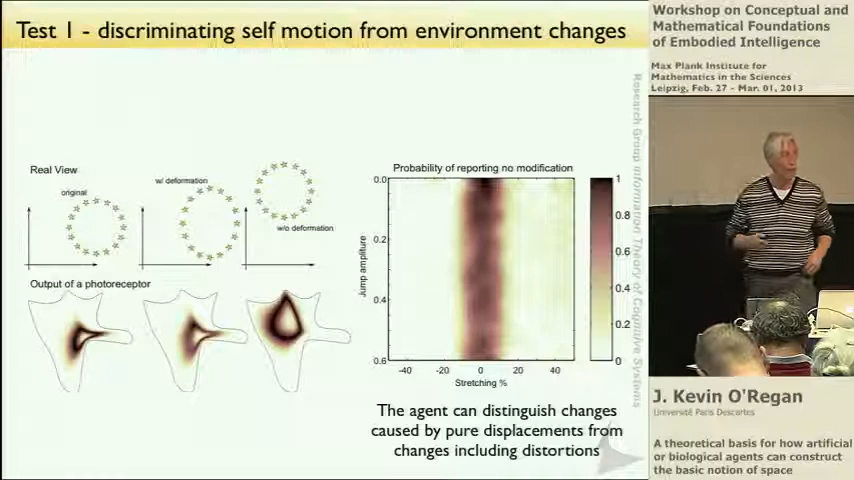 Test 1 - discriminating self motion from environment changes
Real View
original
w/ deformation
w/o deformation
Output of a photoreceptor
Probability of reporting no modification
Jump amplitude
0.0
0.2
0.4
0.6
-40
-20
0
20
40
Stretching %
1
0.8
0.6
0.4
0.2
0
The agent can distinguish changes
caused by pure displacements from
changes including distortions
Research Group Information Theory of Cognitive Systems
Workshop on Conceptual and
Mathematical Foundations
of Embodied Intelligence
Max Plank Institute for
Mathematics in the Sciences
Leipzig, Feb. 27 - Mar. 01, 2013
J. Kevin O'Regan
Université Paris Descartes
A theoretical basis for how artificial
or biological agents can construct
the basic notion of space